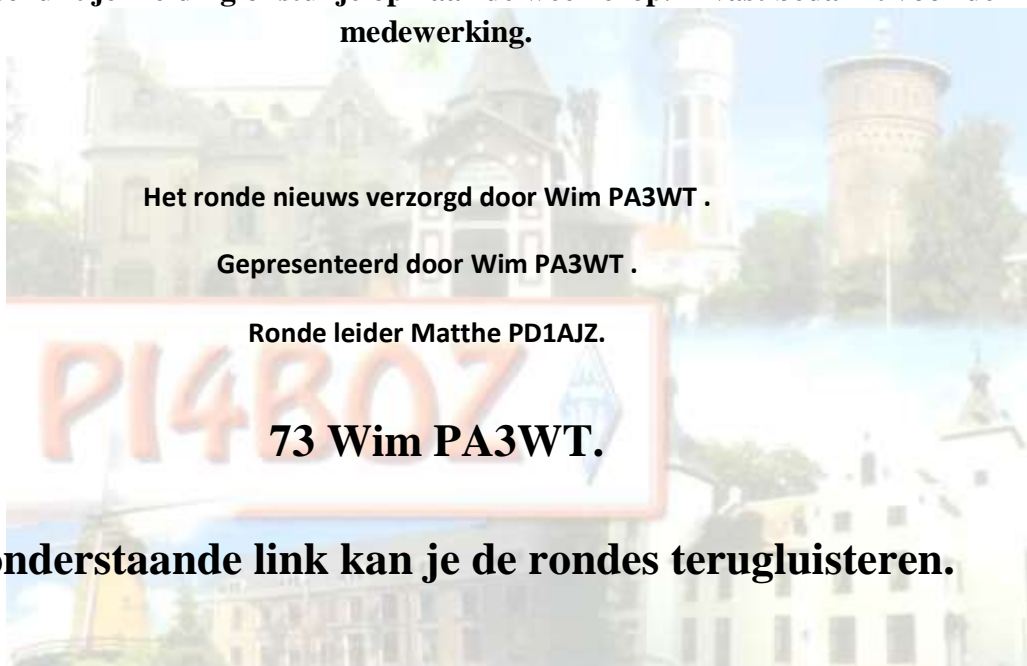 medewerking.
Het ronde nieuws verzorgd door Wim PA3WT .
Gepresenteerd door Wim PA3WT .
Ronde leider Matthe PD1AJZ.
PI4BOZ
73 Wim PA3WT.
onderstaande link kan je de rondes terugluisteren.